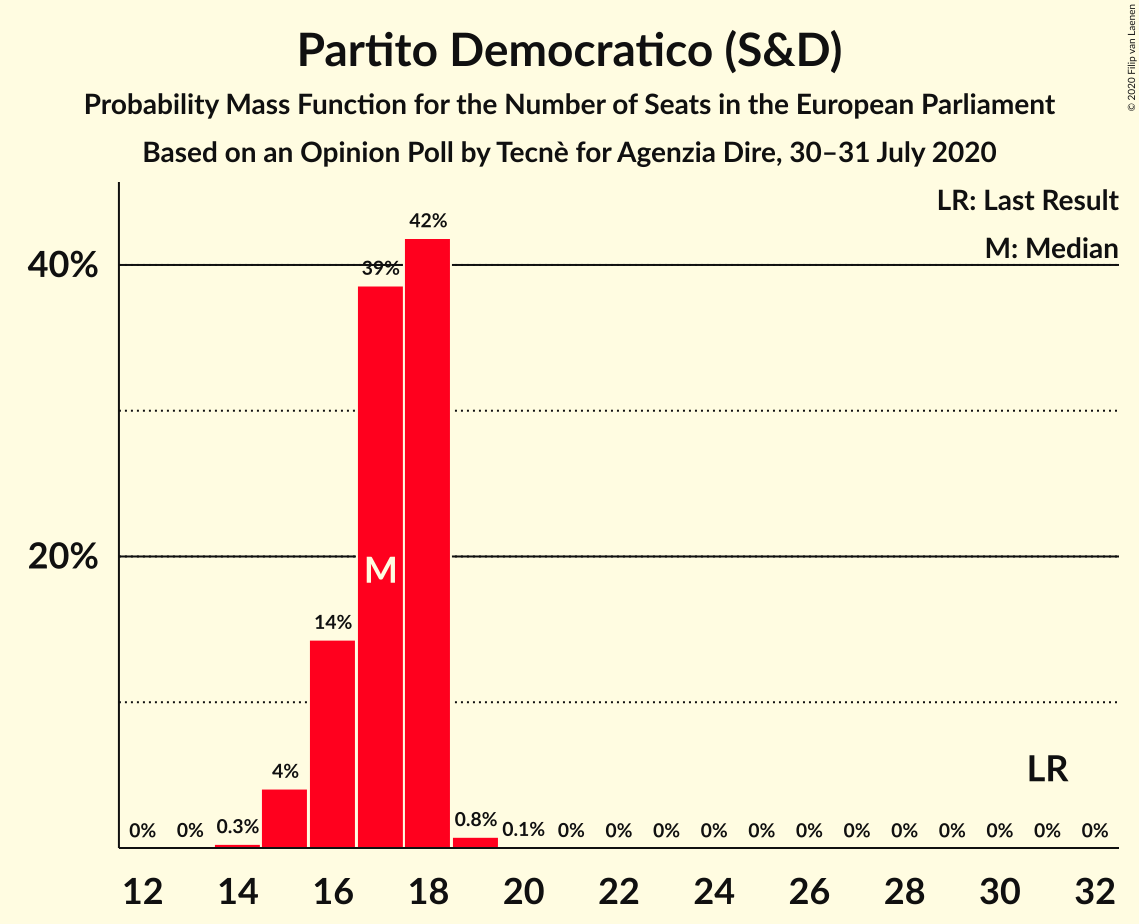 Partito Democratico (S&D)
Probability Mass Function for the Number of Seats in the European Parliament
Based on an Opinion Poll by Tecnè for Agenzia Dire, 30–31 July 2020
© 2020 Filip van Laenen
LR: Last Result
M: Median
40%
20%
0%
0%
0.3%
4%
14%
39%
42%
0.8%
0.1%
0%
0%
0%
0%
0%
0%
0%
0%
0%
0%
0%
0%
M
LR
12 14 16 18 20 22 24 26 28 30 32